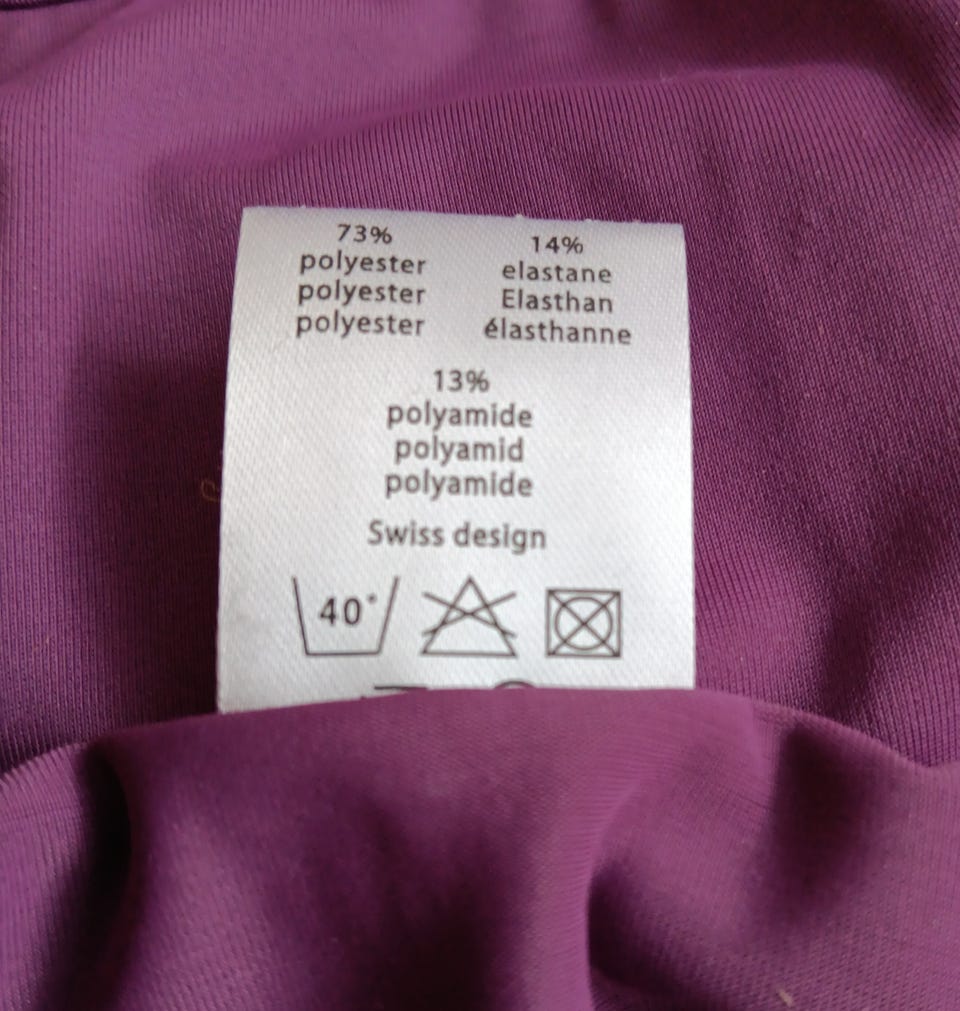 73%
polyester
polyester
polyester
14%
elastane
Elasthan
élasthanne
13%
polyamide
polyamid
polyamide
Swiss design
40°